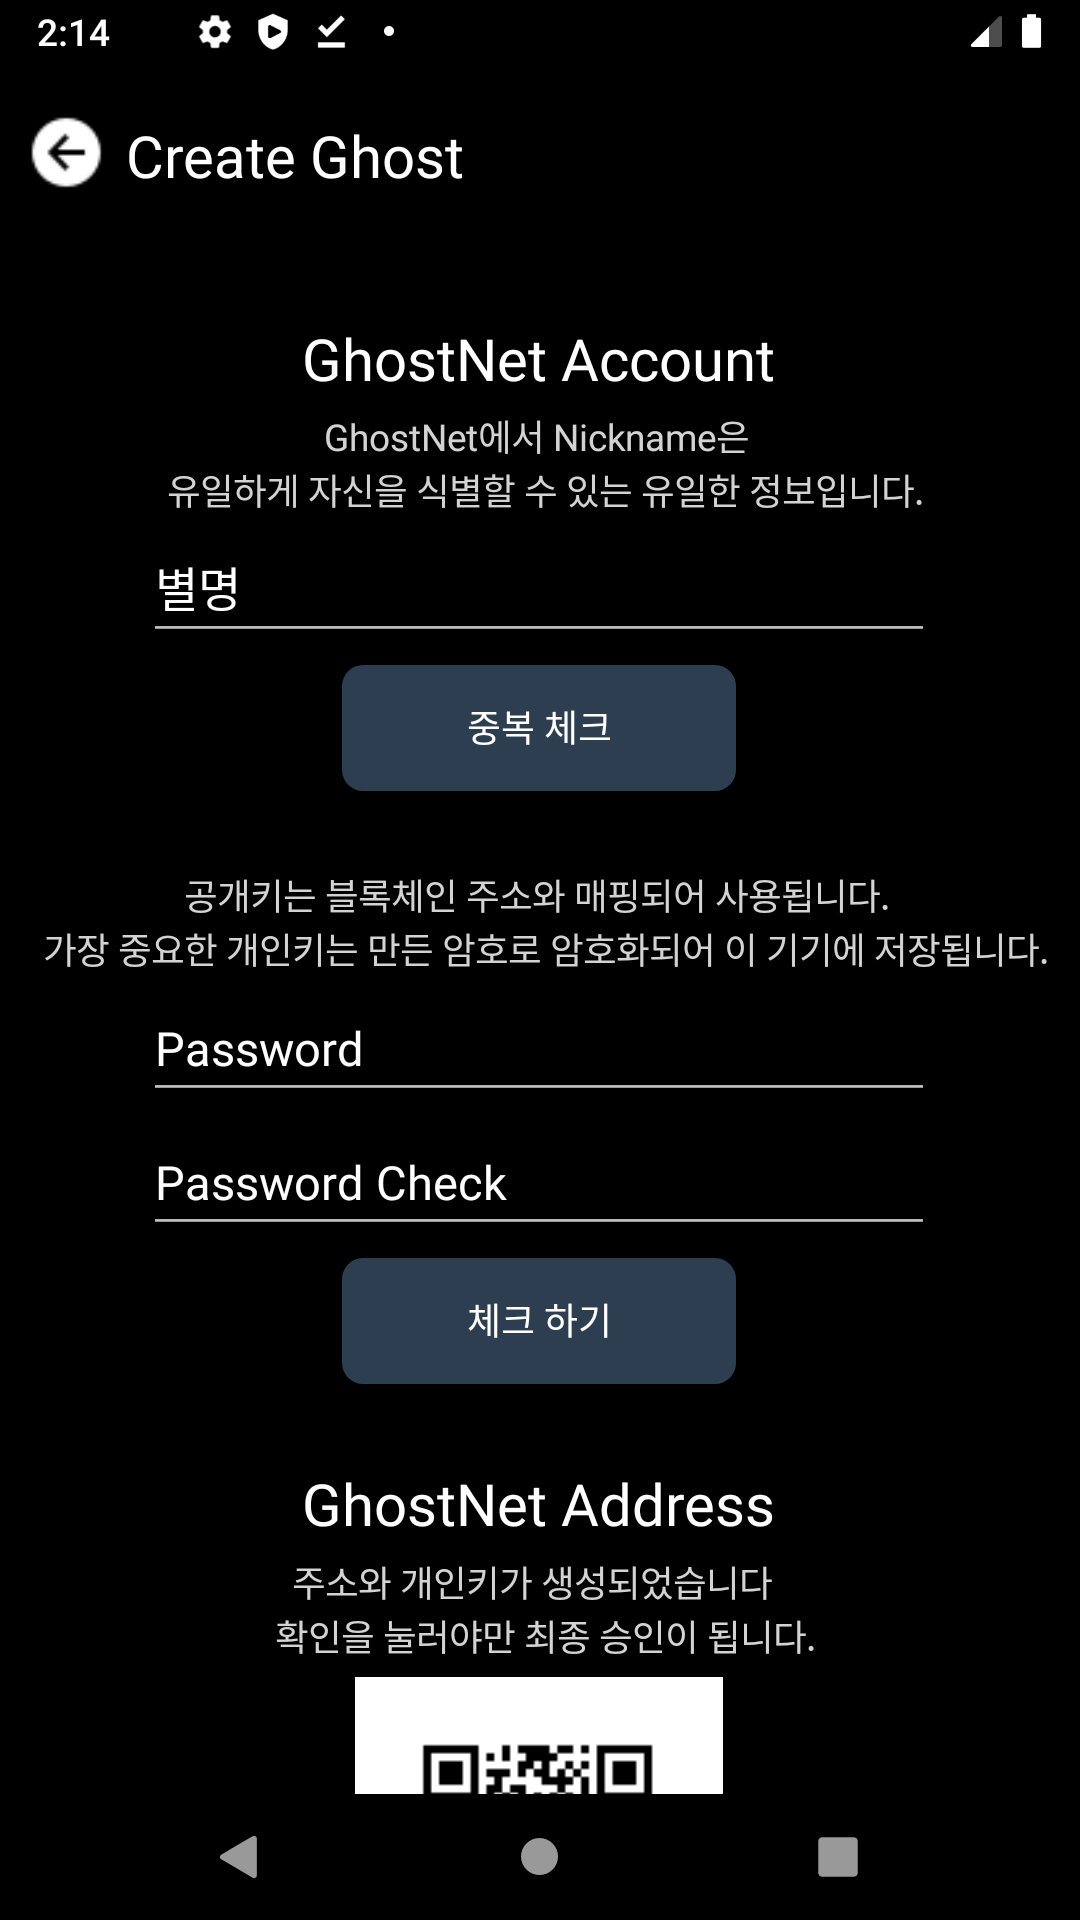 2:14
Create Ghost
GhostNet Account
GhostNet에서 Nickname은
유일하게 자신을 식별할 수 있는 유일한 정보입니다.
별명
중복 체크
공개키는 블록체인 주소와 매핑되어 사용됩니다.
가장 중요한 개인키는 만든 암호로 암호화되어 이 기기에 저장됩니다.
Password
Password Check
체크 하기
GhostNet Address
주소와 개인키가 생성되었습니다
확인을 눌러야만 최종 승인이 됩니다.